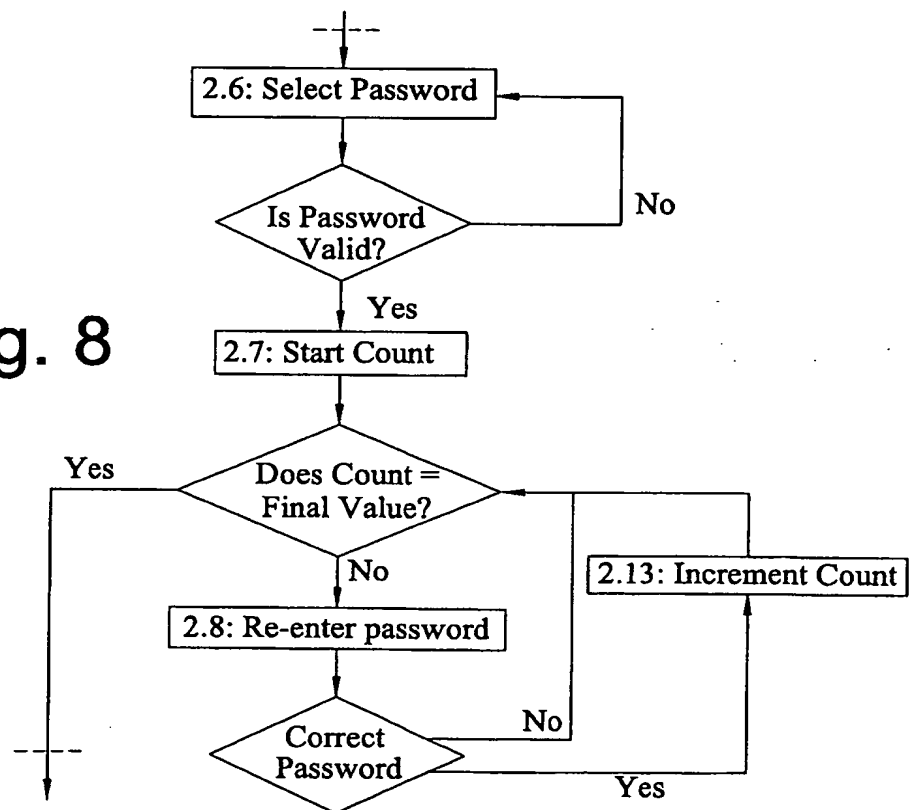 2.6: Select Password
Is Password
Valid?
No
Yes
g. 8
2.7: Start Count
Yes
Does Count =
Final Value?
No
2.13: Increment Count
2.8: Re-enter password
Correct
Password
No
Yes